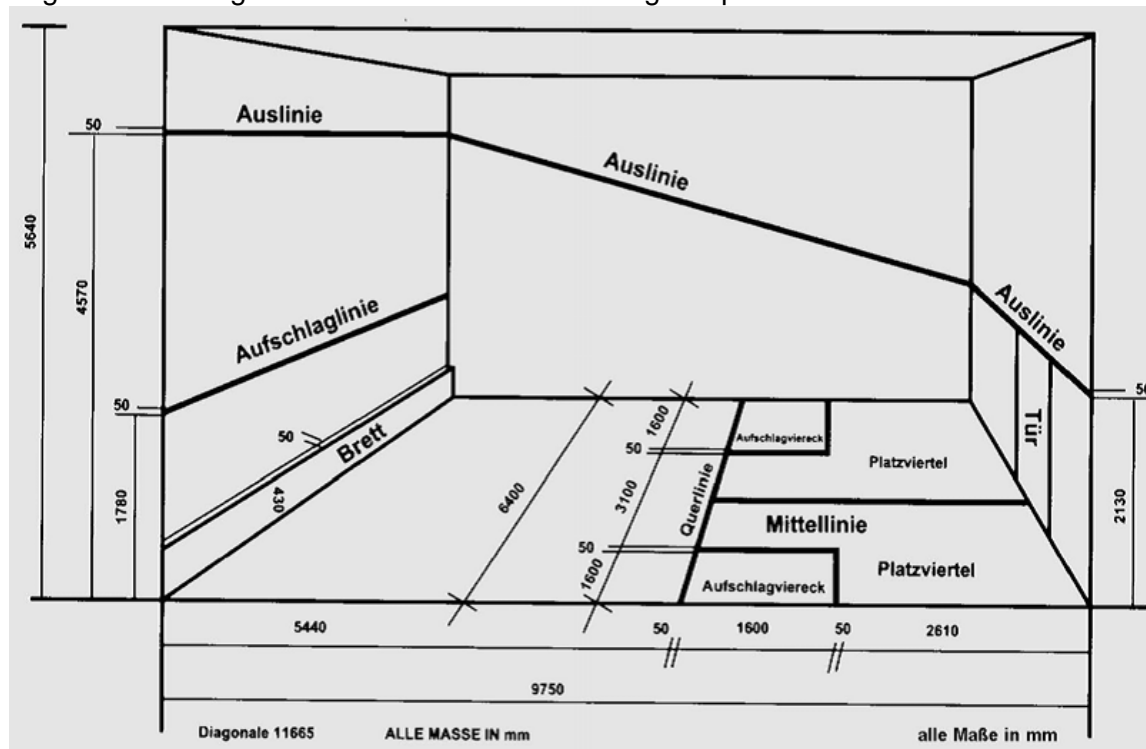 Auslinie
50
Auslinie
5640
4570
Auslinie
Aufschlaglinie
50
50
1600
50
Brett
50
Aufschlagviereck
Tür
Platzviertel
430
6400
3100
Querlinie
1780
2130
Mittellinie
50
1600
Aufschlagviereck
Platzviertel
5440
50
1600
50
2610
9750
Diagonale 11665
ALLE MASSE IN mm
alle Maße in mm